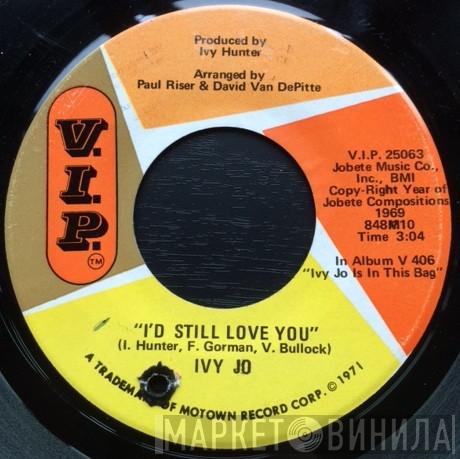 Produced by
Ivy Hunter
Arranged by
Paul Riser & David Van DePitte
V.I.P.
TM
V.I.P. 25063
Jobete Music Co.,
Inc., BMI
Copy-Right Year of
Jobete Compositions
1969
848M10
Time 3:04
In Album V 406
"Ivy Jo Is In This Bag"
"I'D STILL LOVE YOU"
(I. Hunter, F. Gorman, V. Bullock)
IVY JO
A TRADEMARK OF MOTOWN RECORD CORP. © 1971
МАРКЕТ ВИНИЛА